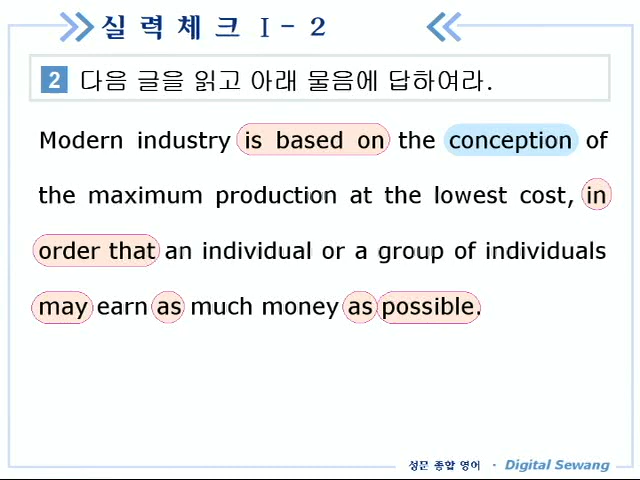 실력체크 I - 2
2 다음 글을 읽고 아래 물음에 답하여라.
Modern industry is based on the conception of
the maximum production at the lowest cost, in
order that an individual or a group of individuals
may earn as much money as possible.
성문 종합 영어 · Digital Sewang